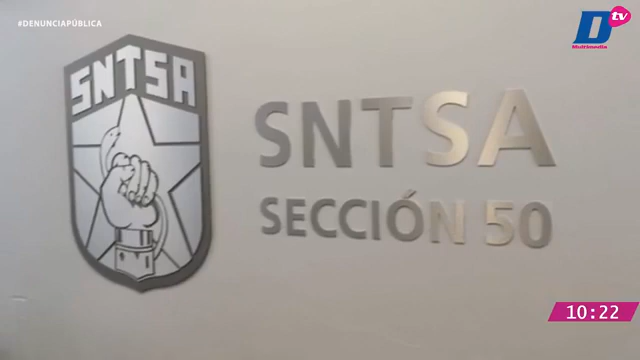 #DENUNCIAPÚBLICA
D tv
Multimedia
SNTSA
SNTSA
SECCIÓN 50
10:22